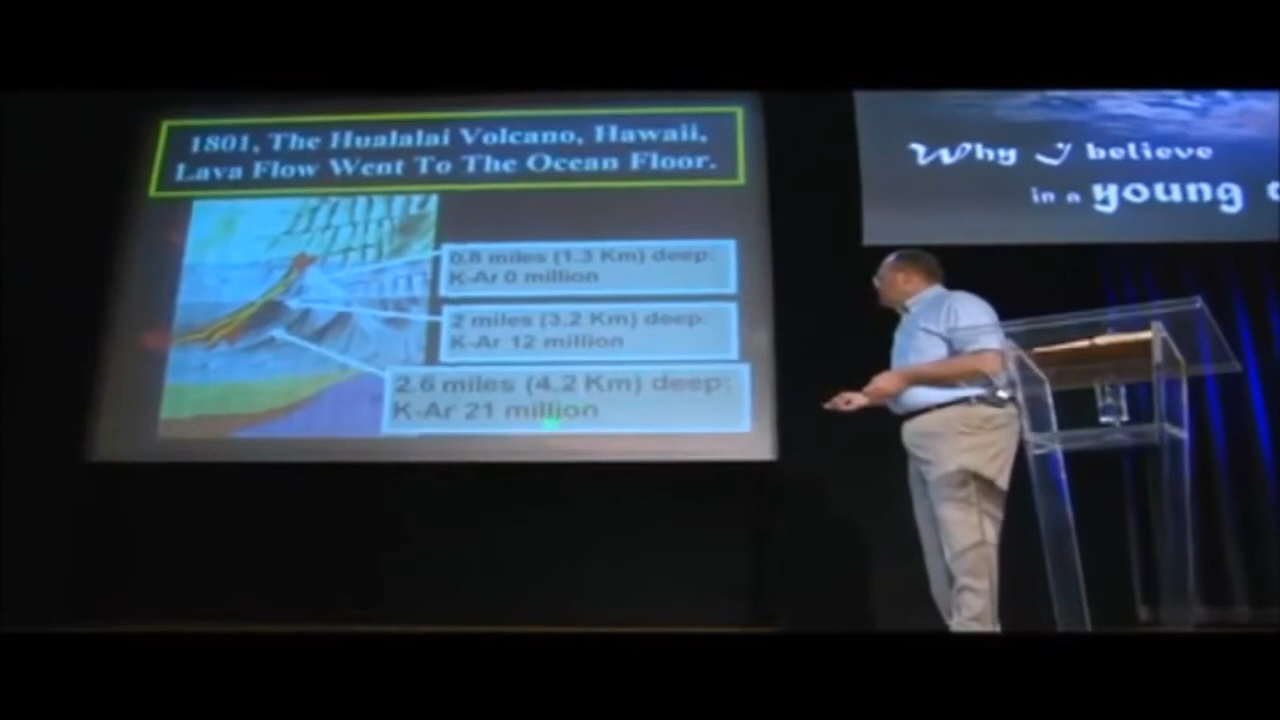 1801, The Hualalai Volcano, Hawaii,
Lava Flow Went To The Ocean Floor.
0.8 miles (1.3 Km) deep:
K-Ar 0 million
2 miles (3.2 Km) deep:
K-Ar 12 million
2.6 miles (4.2 Km) deep:
K-Ar 21 million
Why I believe
in a young